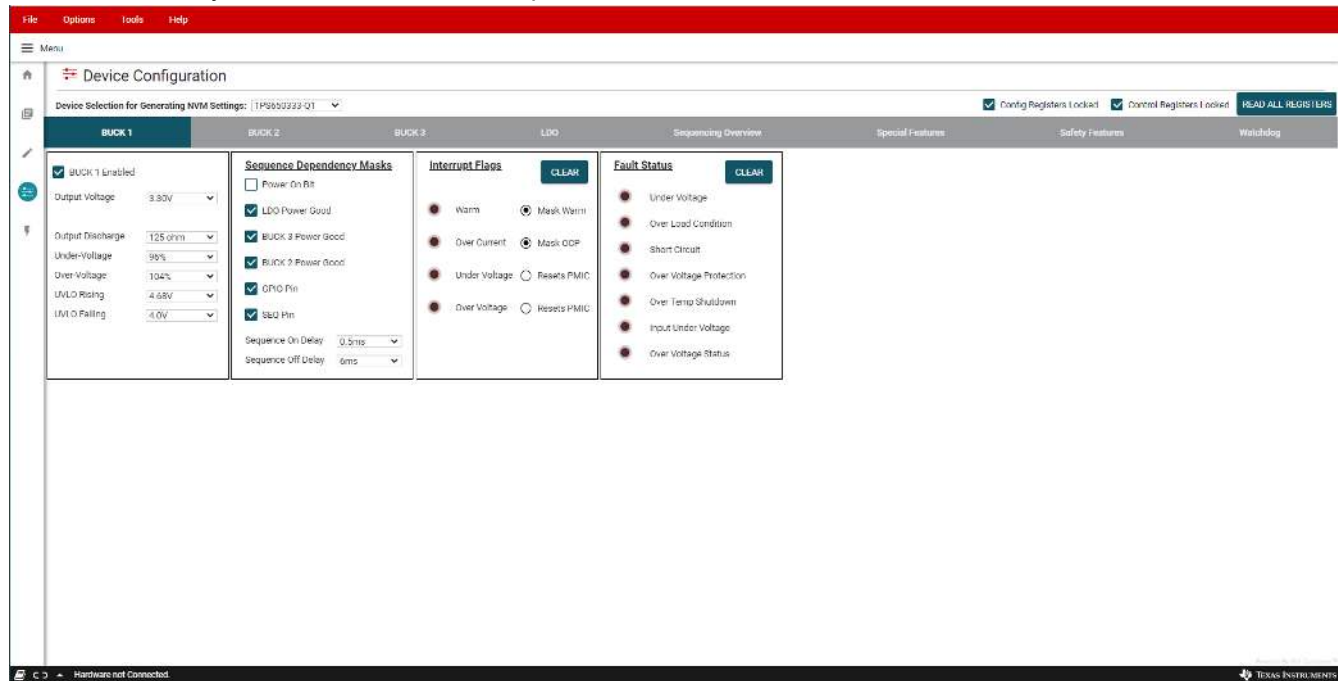 File Options Tools Help
Menu
Device Configuration
Device Selection for Generating NVM Settings: TPS650333-Q1
Config Registers Locked Control Registers Locked READ ALL REGISTERS
BUCK 1 BUCK 2 BUCK 3 LDO Sequencing Overview Special Features Safety Features Watchdog
BUCK 1 Enabled
Output Voltage 3.30V
Output Discharge 125 ohm
Under-Voltage 96%
Over-Voltage 104%
UVLO Rising 4.68V
UVLO Falling 4.0V
Sequence Dependency Masks
Power On Bit
LDO Power Good
BUCK 3 Power Good
BUCK 2 Power Good
GPIO Pin
SEQ Pin
Sequence On Delay 0.5ms
Sequence Off Delay 6ms
Interrupt Flags CLEAR
Warm Mask Warm
Over Current Mask OCP
Under Voltage Resets PMIC
Over Voltage Resets PMIC
Fault Status CLEAR
Under Voltage
Over Load Condition
Short Circuit
Over Voltage Protection
Over Temp Shutdown
Input Under Voltage
Over Voltage Status
Hardware not Connected.
TEXAS INSTRUMENTS